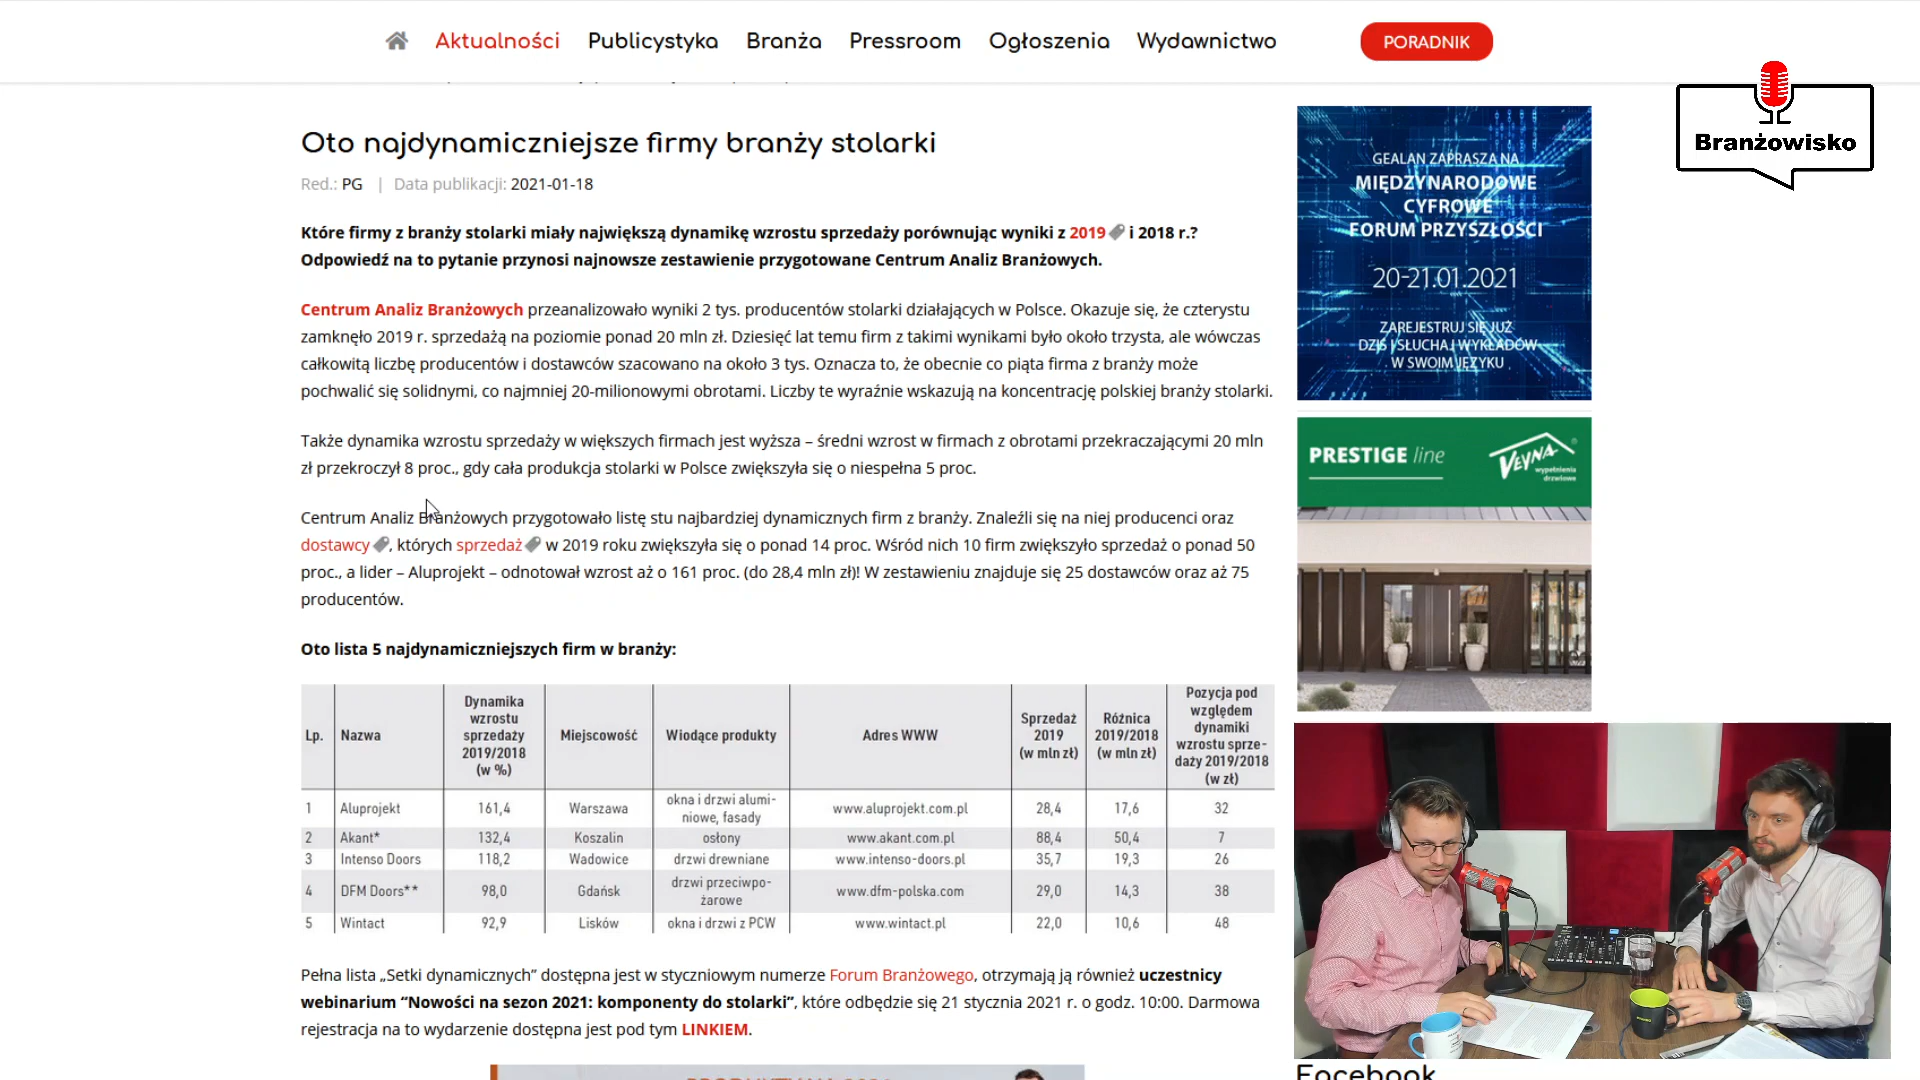 Aktualności Publicystyka Branża Pressroom Ogłoszenia Wydawnictwo PORADNIK
Branżowisko
Oto najdynamiczniejsze firmy branży stolarki
Red.: PG | Data publikacji: 2021-01-18
Które firmy z branży stolarki miały największą dynamikę wzrostu sprzedaży porównując wyniki z 2019 i 2018 r.?
Odpowiedź na to pytanie przynosi najnowsze zestawienie przygotowane Centrum Analiz Branżowych.
Centrum Analiz Branżowych przeanalizowało wyniki 2 tys. producentów stolarki działających w Polsce. Okazuje się, że czterystu
zamknęło 2019 r. sprzedażą na poziomie ponad 20 mln zł. Dziesięć lat temu firm z takimi wynikami było około trzysta, ale wówczas
całkowitą liczbę producentów i dostawców szacowano na około 3 tys. Oznacza to, że obecnie co piąta firma z branży może
pochwalić się solidnymi, co najmniej 20-milionowymi obrotami. Liczby te wyraźnie wskazują na koncentrację polskiej branży stolarki.
Także dynamika wzrostu sprzedaży w większych firmach jest wyższa – średni wzrost w firmach z obrotami przekraczającymi 20 mln
zł przekroczył 8 proc., gdy cała produkcja stolarki w Polsce zwiększyła się o niespełna 5 proc.
Centrum Analiz Branżowych przygotowało listę stu najbardziej dynamicznych firm z branży. Znaleźli się na niej producenci oraz
dostawcy, których sprzedaż w 2019 roku zwiększyła się o ponad 14 proc. Wśród nich 10 firm zwiększyło sprzedaż o ponad 50
proc., a lider – Aluprojekt – odnotował wzrost aż o 161 proc. (do 28,4 mln zł)! W zestawieniu znajduje się 25 dostawców oraz aż 75
producentów.
Oto lista 5 najdynamiczniejszych firm w branży:
Lp. Nazwa Dynamika wzrostu sprzedaży 2019/2018 (w %) Miejscowość Wiodące produkty Adres WWW Sprzedaż 2019 (w mln zł) Różnica 2019/2018 (w mln zł) Pozycja pod względem dynamiki wzrostu sprze-daży 2019/2018 (w zł)
1 Aluprojekt 161,4 Warszawa okna i drzwi alumi-niowe, fasady www.aluprojekt.com.pl 28,4 17,6 32
2 Akant* 132,4 Koszalin osłony www.akant.com.pl 88,4 50,4 7
3 Intenso Doors 118,2 Wadowice drzwi drewniane www.intenso-doors.pl 35,7 19,3 26
4 DFM Doors** 98,0 Gdańsk drzwi przeciwpo-żarowe www.dfm-polska.com 29,0 14,3 38
5 Wintact 92,9 Lisków okna i drzwi z PCW www.wintact.pl 22,0 10,6 48
Pełna lista „Setki dynamicznych” dostępna jest w styczniowym numerze Forum Branżowego, otrzymają ją również uczestnicy
webinarium “Nowości na sezon 2021: komponenty do stolarki”, które odbędzie się 21 stycznia 2021 r. o godz. 10:00. Darmowa
rejestracja na to wydarzenie dostępna jest pod tym LINKIEM.
GEALAN ZAPRASZA NA
MIĘDZYNARODOWE
CYFROWE
FORUM PRZYSZŁOŚCI
20-21.01.2021
ZAREJESTRUJ SIĘ JUŻ
DZIŚ I SŁUCHAJ WYKŁADÓW
W SWOIM JĘZYKU
PRESTIGE line
VEYNA
wypełnienia
drzwiowe
Facebook